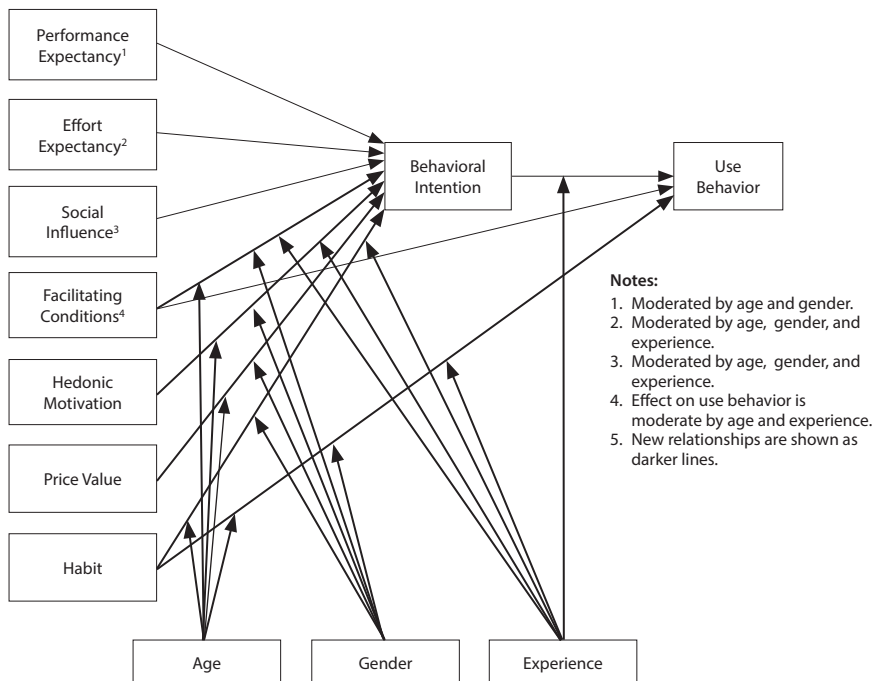 Performance
Expectancy¹
Effort
Expectancy²
Behavioral
Intention
Use
Behavior
Social
Influence³
Facilitating
Conditions⁴
Hedonic
Motivation
Price Value
Habit
Notes:
1. Moderated by age and gender.
2. Moderated by age, gender, and
experience.
3. Moderated by age, gender, and
experience.
4. Effect on use behavior is
moderate by age and experience.
5. New relationships are shown as
darker lines.
Age
Gender
Experience